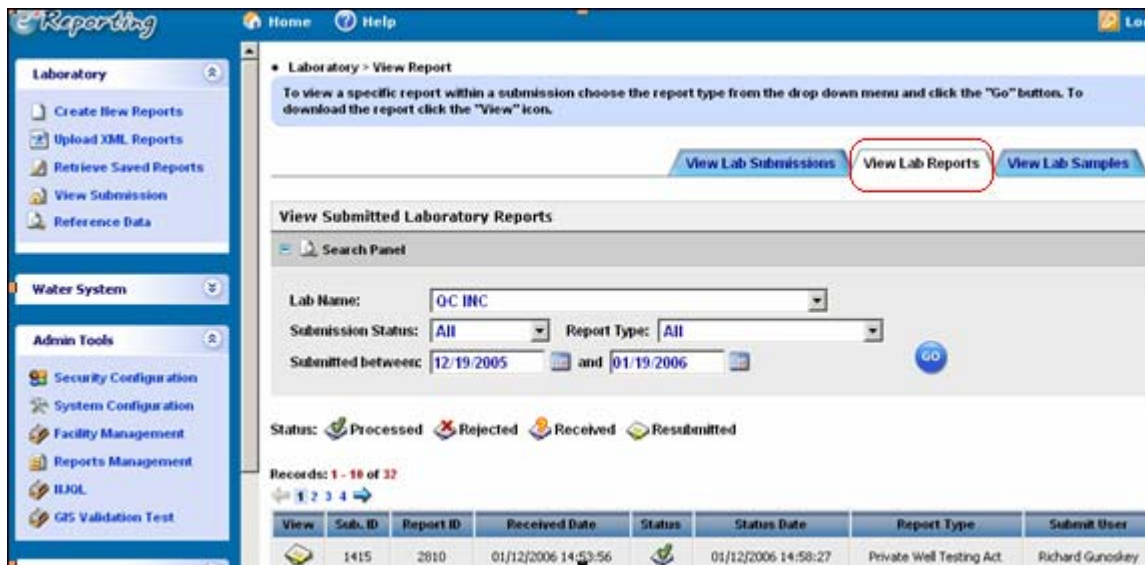 e²Reporting
Home Help
Laboratory
Create New Reports
Upload XML Reports
Retrieve Saved Reports
View Submission
Reference Data
Water System
Admin Tools
Security Configuration
System Configuration
Facility Management
Reports Management
NJOL
GIS Validation Test
• Laboratory > View Report
To view a specific report within a submission choose the report type from the drop down menu and click the "Go" button. To
download the report click the "View" icon.
View Lab Submissions View Lab Reports View Lab Samples
View Submitted Laboratory Reports
Search Panel
Lab Name: QC INC
Submission Status: All Report Type: All
Submitted between: 12/19/2005 and 01/19/2006
GO
Status: Processed Rejected Received Resubmitted
Records: 1 - 10 of 32
1 2 3 4
View Sub. ID Report ID Received Date Status Status Date Report Type Submit User
1415 2810 01/12/2006 14:53:56 01/12/2006 14:58:27 Private Well Testing Act Richard Gunoskey